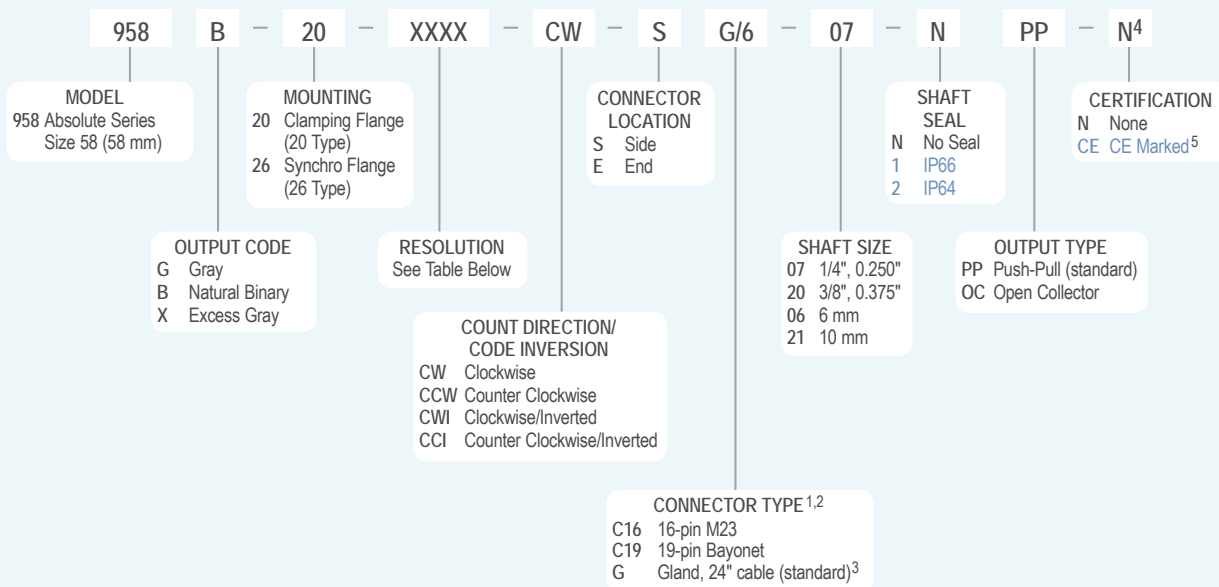 958 B – 20 – XXXX – CW – S G/6 – 07 – N PP – N4
MODEL
958 Absolute Series
Size 58 (58 mm)
MOUNTING
20 Clamping Flange
(20 Type)
26 Synchro Flange
(26 Type)
CONNECTOR
LOCATION
S Side
E End
SHAFT
SEAL
N No Seal
1 IP66
2 IP64
CERTIFICATION
N None
CE CE Marked5
OUTPUT CODE
G Gray
B Natural Binary
X Excess Gray
RESOLUTION
See Table Below
SHAFT SIZE
07 1/4", 0.250"
20 3/8", 0.375"
06 6 mm
21 10 mm
OUTPUT TYPE
PP Push-Pull (standard)
OC Open Collector
COUNT DIRECTION/
CODE INVERSION
CW Clockwise
CCW Counter Clockwise
CWI Clockwise/Inverted
CCI Counter Clockwise/Inverted
CONNECTOR TYPE1,2
C16 16-pin M23
C19 19-pin Bayonet
G Gland, 24" cable (standard)3